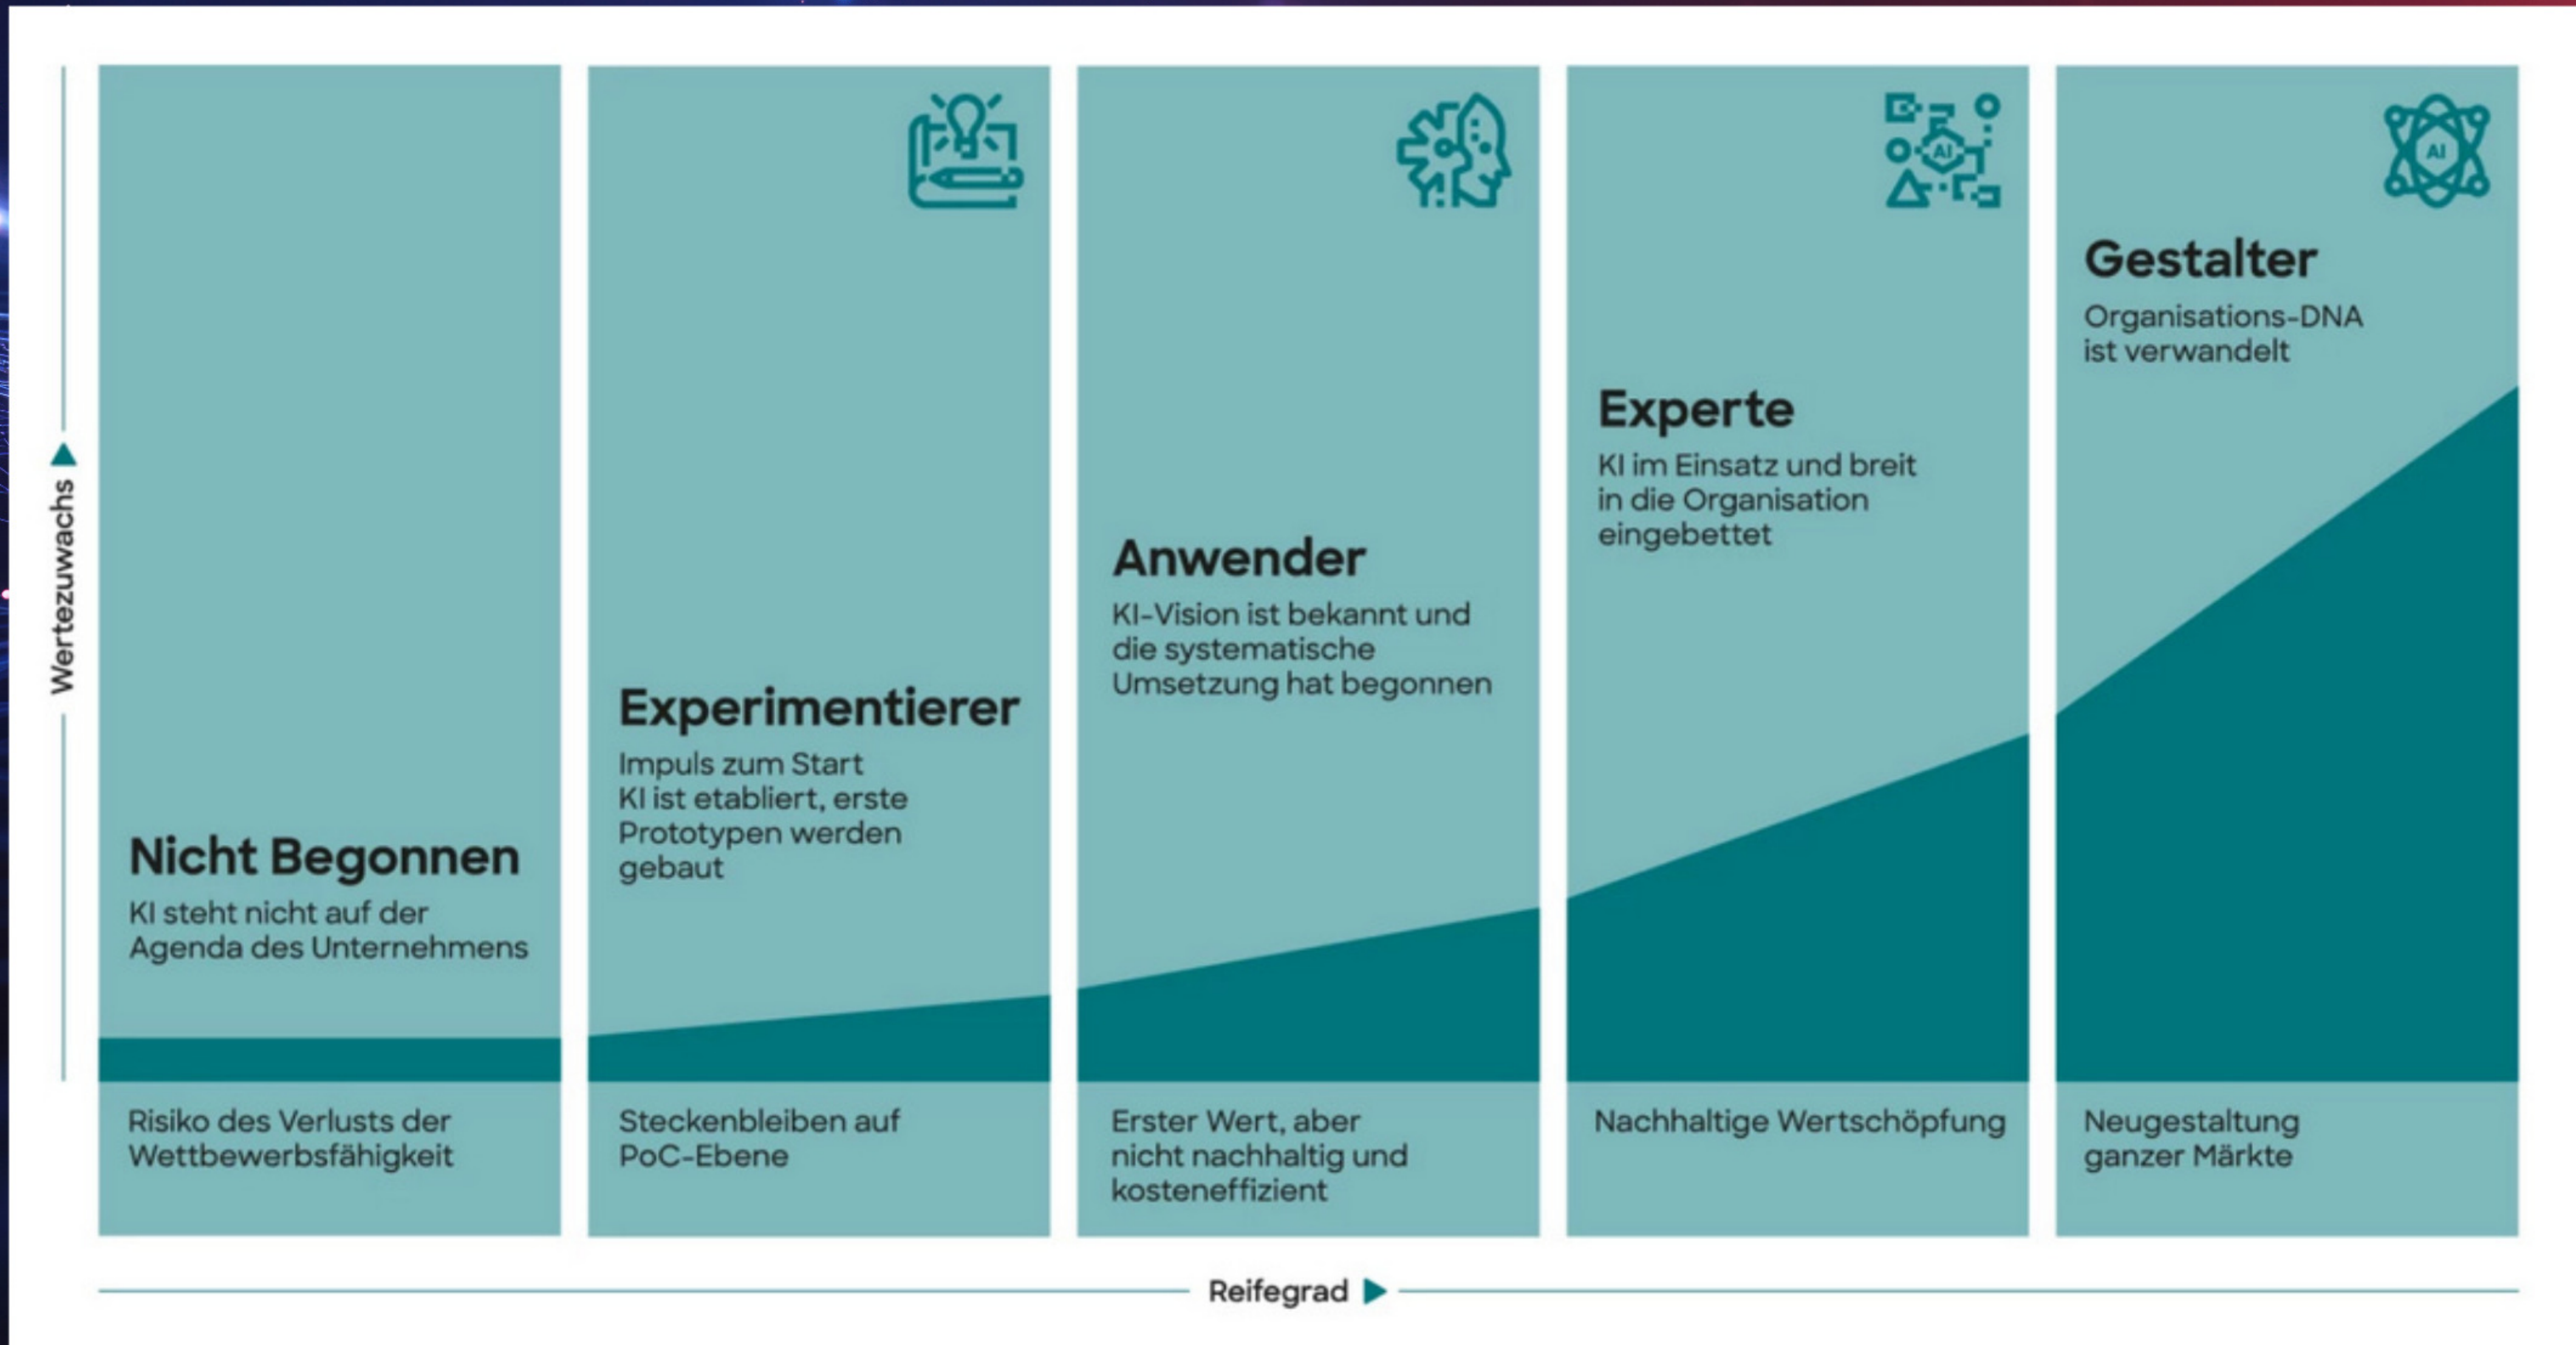 Wertezuwachs
Nicht Begonnen
KI steht nicht auf der
Agenda des Unternehmens
Risiko des Verlusts der
Wettbewerbsfähigkeit
Experimentierer
Impuls zum Start
KI ist etabliert, erste
Prototypen werden
gebaut
Steckenbleiben auf
PoC-Ebene
Anwender
KI-Vision ist bekannt und
die systematische
Umsetzung hat begonnen
Erster Wert, aber
nicht nachhaltig und
kosteneffizient
AI
Experte
KI im Einsatz und breit
in die Organisation
eingebettet
Nachhaltige Wertschöpfung
AI
Gestalter
Organisations-DNA
ist verwandelt
Neugestaltung
ganzer Märkte
Reifegrad